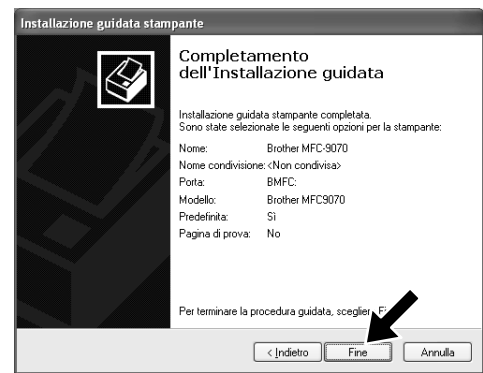 Installazione guidata stampante
Completamento
dell'Installazione guidata
Installazione guidata stampante completata.
Sono state selezionate le seguenti opzioni per la stampante:
Nome: Brother MFC-9070
Nome condivisione: <Non condivisa>
Porta: BMFC:
Modello: Brother MFC9070
Predefinita: Sì
Pagina di prova: No
Per terminare la procedura guidata, scegliere
< Indietro Fine Annulla